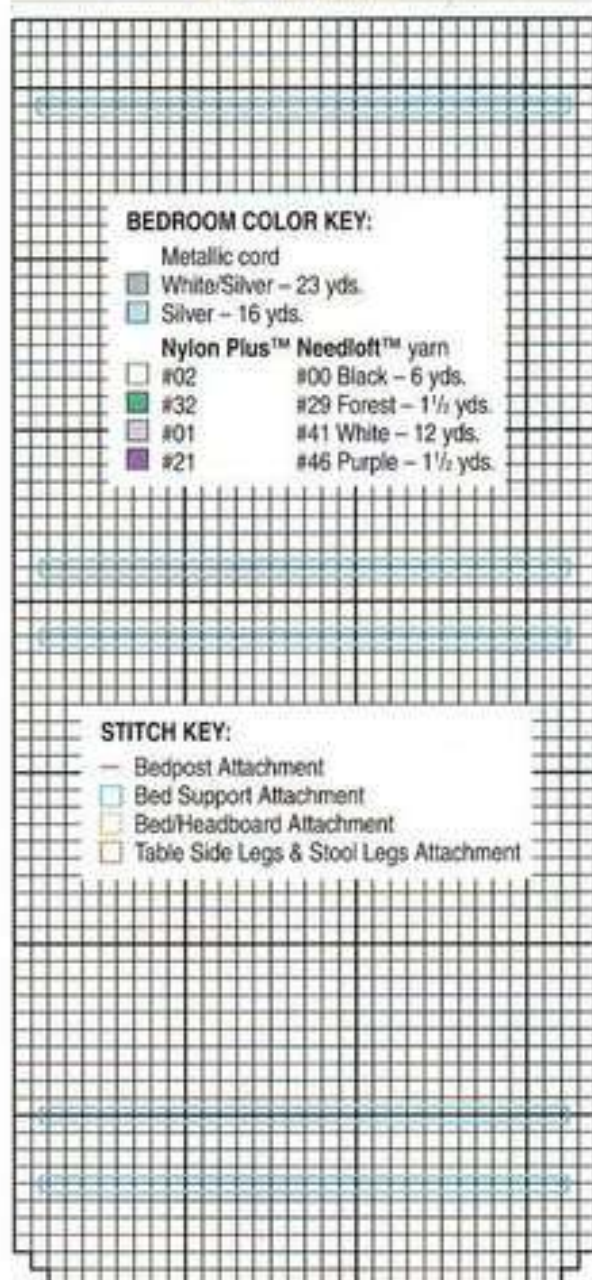 BEDROOM COLOR KEY:
Metallic cord
White/Silver – 23 yds.
Silver – 16 yds.
Nylon Plus™ Needloft™ yarn
#02 #00 Black – 6 yds.
#32 #29 Forest – 1½ yds.
#01 #41 White – 12 yds.
#21 #46 Purple – 1½ yds.
STITCH KEY:
Bedpost Attachment
Bed Support Attachment
Bed/Headboard Attachment
Table Side Legs & Stool Legs Attachment